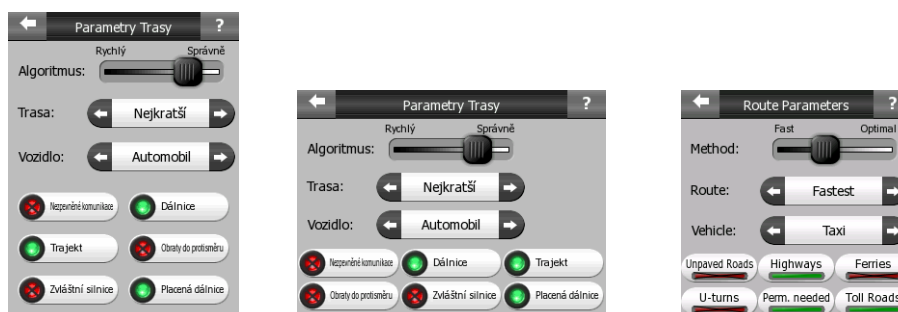 Parametry Trasy ?
Rychlý Správně
Algoritmus:
Trasa: Nejkratší
Vozidlo: Automobil
Nezpevněné komunikace Dálnice
Trajekt Obraty do protisměru
Zvláštní silnice Placená dálnice
Parametry Trasy ?
Rychlý Správně
Algoritmus:
Trasa: Nejkratší
Vozidlo: Automobil
Nezpevněné komunikace Dálnice Trajekt
Obraty do protisměru Zvláštní silnice Placená dálnice
Route Parameters ?
Fast Optimal
Method:
Route: Fastest
Vehicle: Taxi
Unpaved Roads Highways Ferries
U-turns Perm. needed Toll Roads